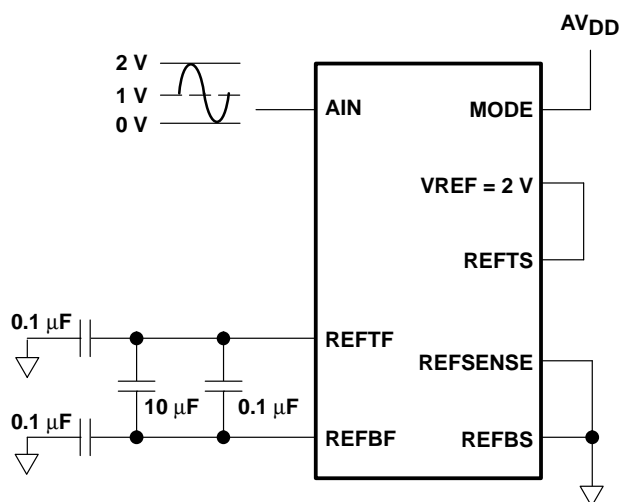 AVDD
2 V
1 V
0 V
AIN
MODE
VREF = 2 V
REFTS
0.1 μF
REFTF
REFSENSE
10 μF
0.1 μF
0.1 μF
REFBF
REFBS